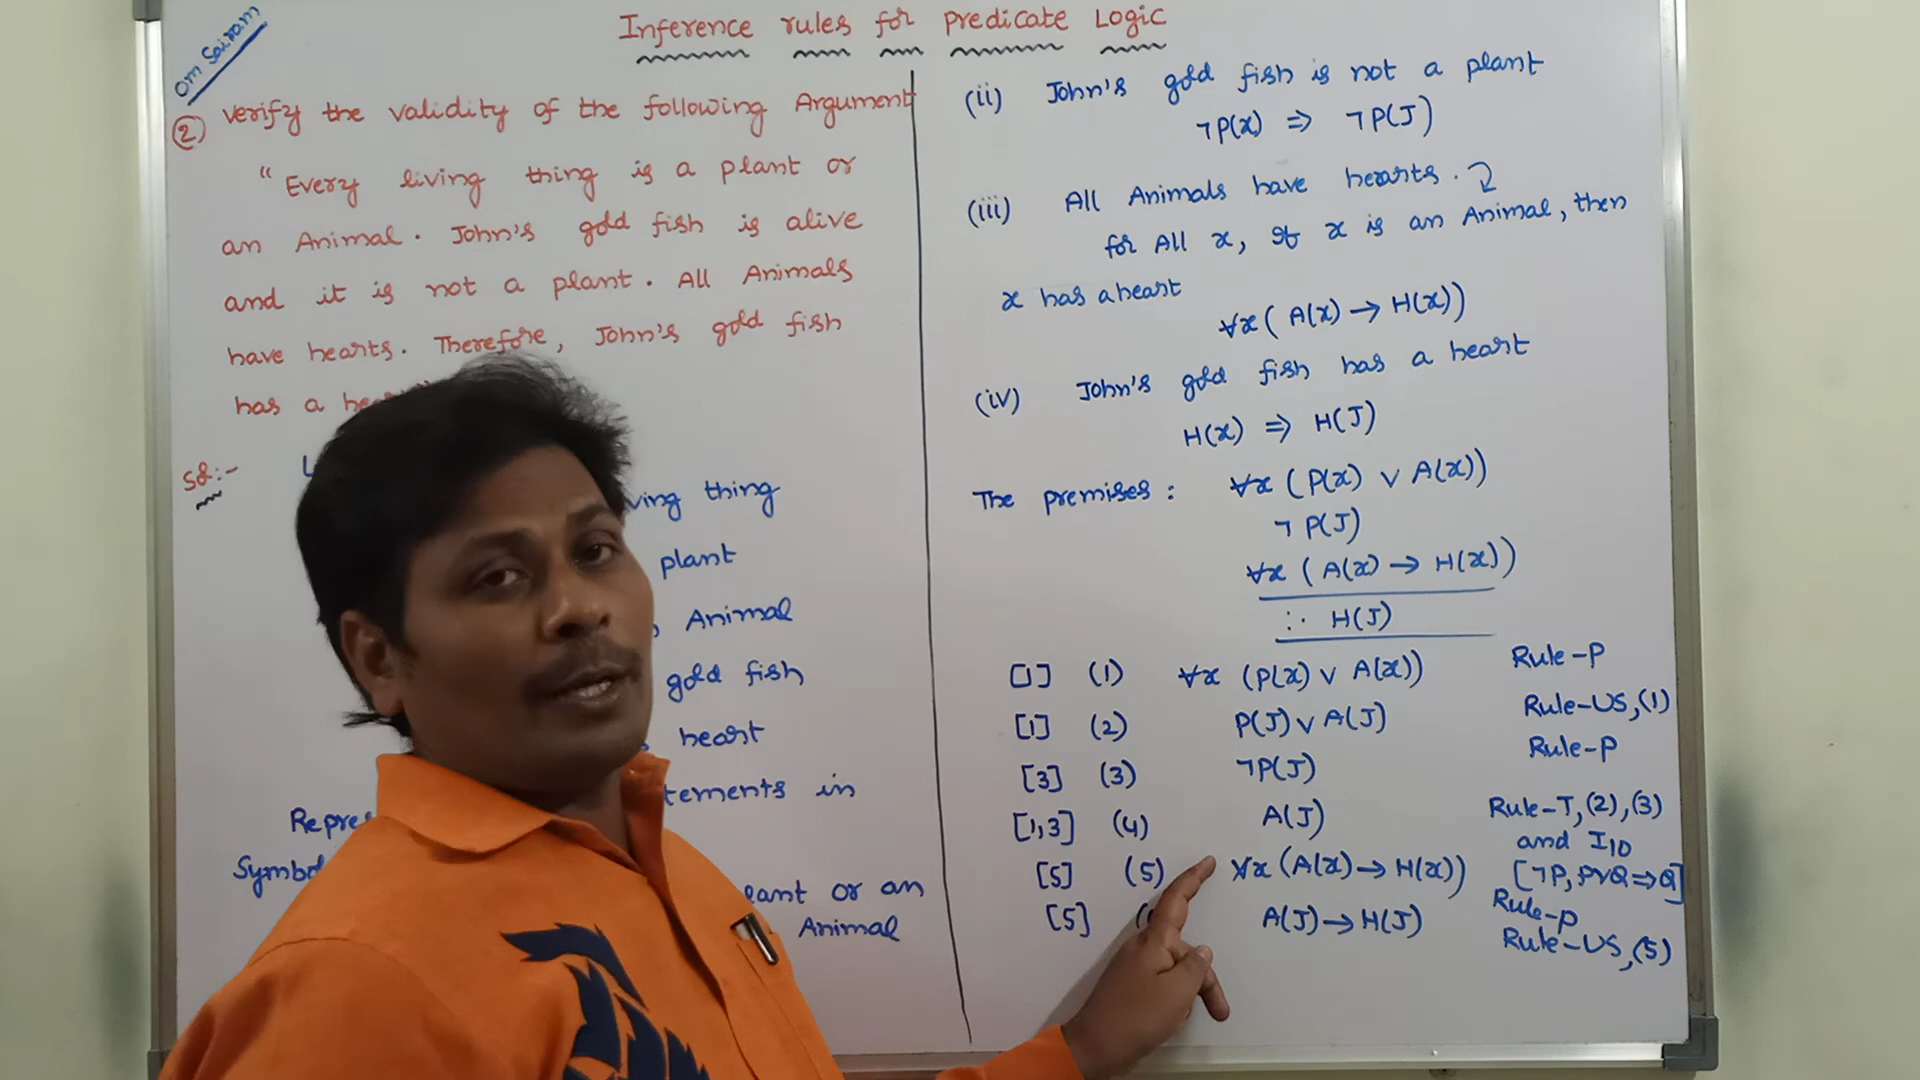 Om Sairam
Inference rules for predicate Logic
② verify the validity of the following Argument
"Every living thing is a plant or
an Animal. John's gold fish is alive
and it is not a plant. All Animals
have hearts. Therefore, John's gold fish
has a
Sol:-
thing
plant
Animal
gold fish
heart
in
or an
Animal
(ii) John's gold fish is not a plant
¬P(x) ⇒ ¬P(J)
(iii) All Animals have hearts.
for All x, if x is an Animal, then
x has a heart
∀x ( A(x) → H(x))
(iv) John's gold fish has a heart
H(x) ⇒ H(J)
The premises : ∀x ( P(x) ∨ A(x))
¬ P(J)
∀x ( A(x) → H(x))
∴ H(J)
[1] (1) ∀x (P(x) ∨ A(x)) Rule-P
[1] (2) P(J) ∨ A(J) Rule-US,(1)
[3] (3) ¬P(J) Rule-P
[1,3] (4) A(J) Rule-T,(2),(3)
and I10
[¬P, P∨Q⇒Q]
[5] (5) ∀x (A(x) → H(x)) Rule-P
[5] A(J) → H(J) Rule-US,(5)